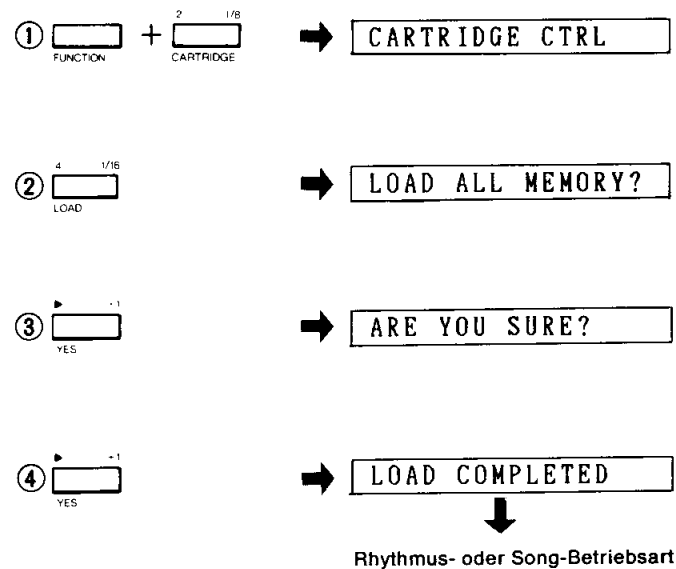 2 1/8
① + CARTRIDGE CTRL
FUNCTION CARTRIDGE
4 1/16
② LOAD ALL MEMORY?
LOAD
▶ +1
③ ARE YOU SURE?
YES
▶ +1
④ LOAD COMPLETED
YES
Rhythmus- oder Song-Betriebsart